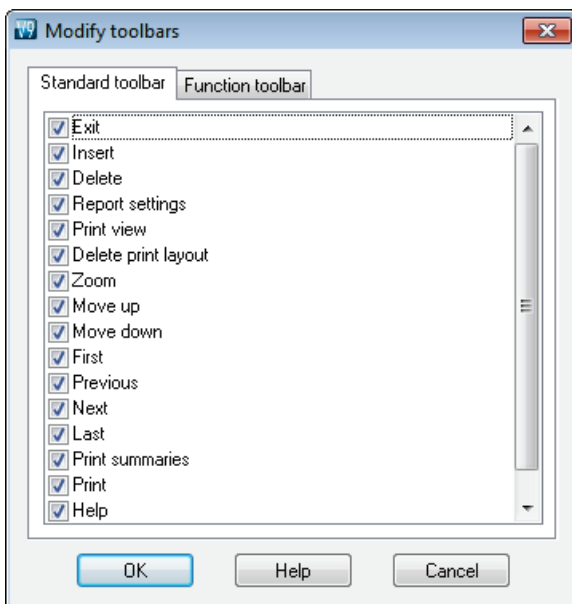 V9 Modify toolbars
Standard toolbar Function toolbar
Exit
Insert
Delete
Report settings
Print view
Delete print layout
Zoom
Move up
Move down
First
Previous
Next
Last
Print summaries
Print
Help
OK Help Cancel